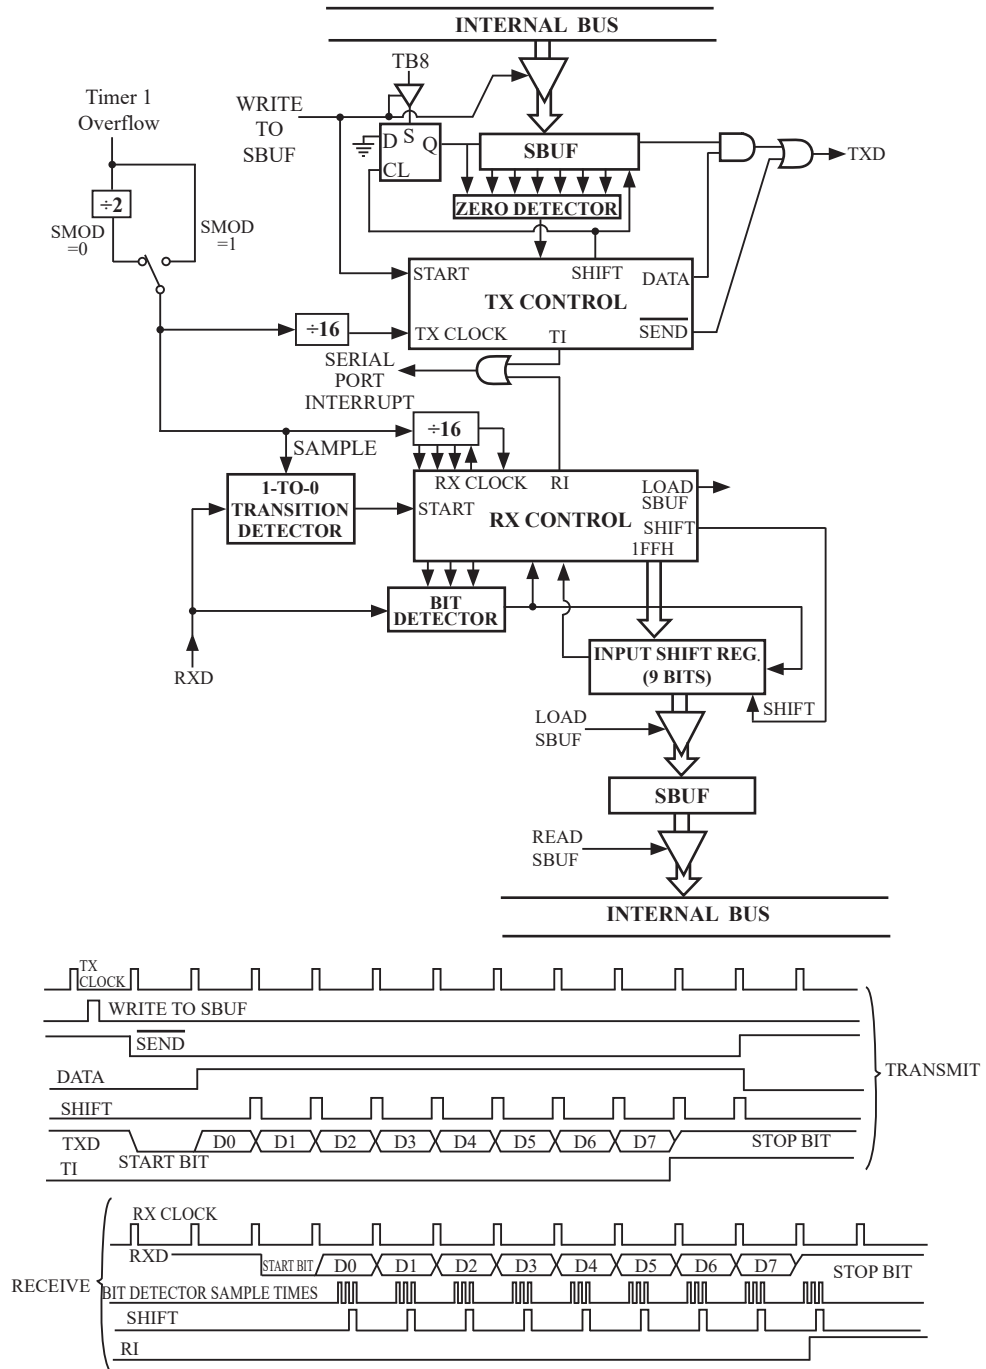 INTERNAL BUS
TB8
Timer 1
Overflow
WRITE
TO
SBUF
D S Q
CL
SBUF
TXD
÷2
ZERO DETECTOR
SMOD
=0
SMOD
=1
START
SHIFT
DATA
TX CONTROL
÷16
TX CLOCK
TI
SEND
SERIAL
PORT
INTERRUPT
÷16
SAMPLE
1-TO-0
TRANSITION
DETECTOR
RX CLOCK
RI
START
RX CONTROL
LOAD
SBUF
SHIFT
1FFH
BIT
DETECTOR
RXD
INPUT SHIFT REG.
(9 BITS)
SHIFT
LOAD
SBUF
SBUF
READ
SBUF
INTERNAL BUS
TX
CLOCK
WRITE TO SBUF
SEND
DATA
TRANSMIT
SHIFT
TXD
START BIT
D0 D1 D2 D3 D4 D5 D6 D7
STOP BIT
TI
RX CLOCK
RXD
START BIT
D0 D1 D2 D3 D4 D5 D6 D7
STOP BIT
RECEIVE
BIT DETECTOR SAMPLE TIMES
SHIFT
RI